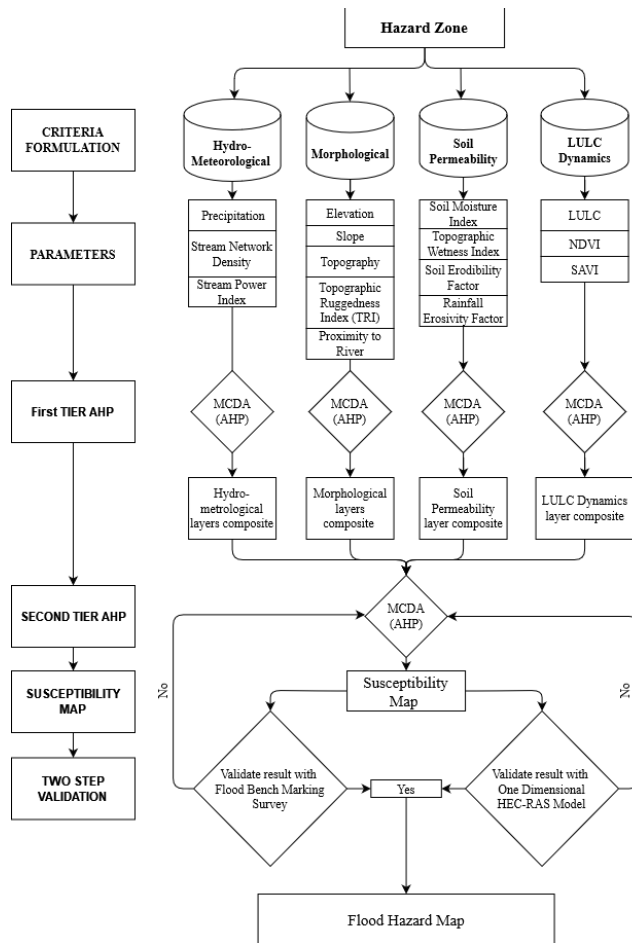 Hazard Zone
CRITERIA
FORMULATION
Hydro-
Meteorological
Morphological
Soil
Permeability
LULC
Dynamics
PARAMETERS
Precipitation
Stream Network
Density
Stream Power
Index
Elevation
Slope
Topography
Topographic
Ruggedness
Index (TRI)
Proximity to
River
Soil Moisture
Index
Topographic
Wetness Index
Soil Erodibility
Factor
Rainfall
Erosivity Factor
LULC
NDVI
SAVI
First TIER AHP
MCDA
(AHP)
MCDA
(AHP)
MCDA
(AHP)
MCDA
(AHP)
Hydro-
metrological
layers composite
Morphological
layers
composite
Soil
Permeability
layer composite
LULC Dynamics
layer composite
SECOND TIER AHP
MCDA
(AHP)
No
No
SUSCEPTIBILITY
MAP
Susceptibility
Map
TWO STEP
VALIDATION
Validate result with
Flood Bench Marking
Survey
Yes
Validate result with
One Dimensional
HEC-RAS Model
Flood Hazard Map